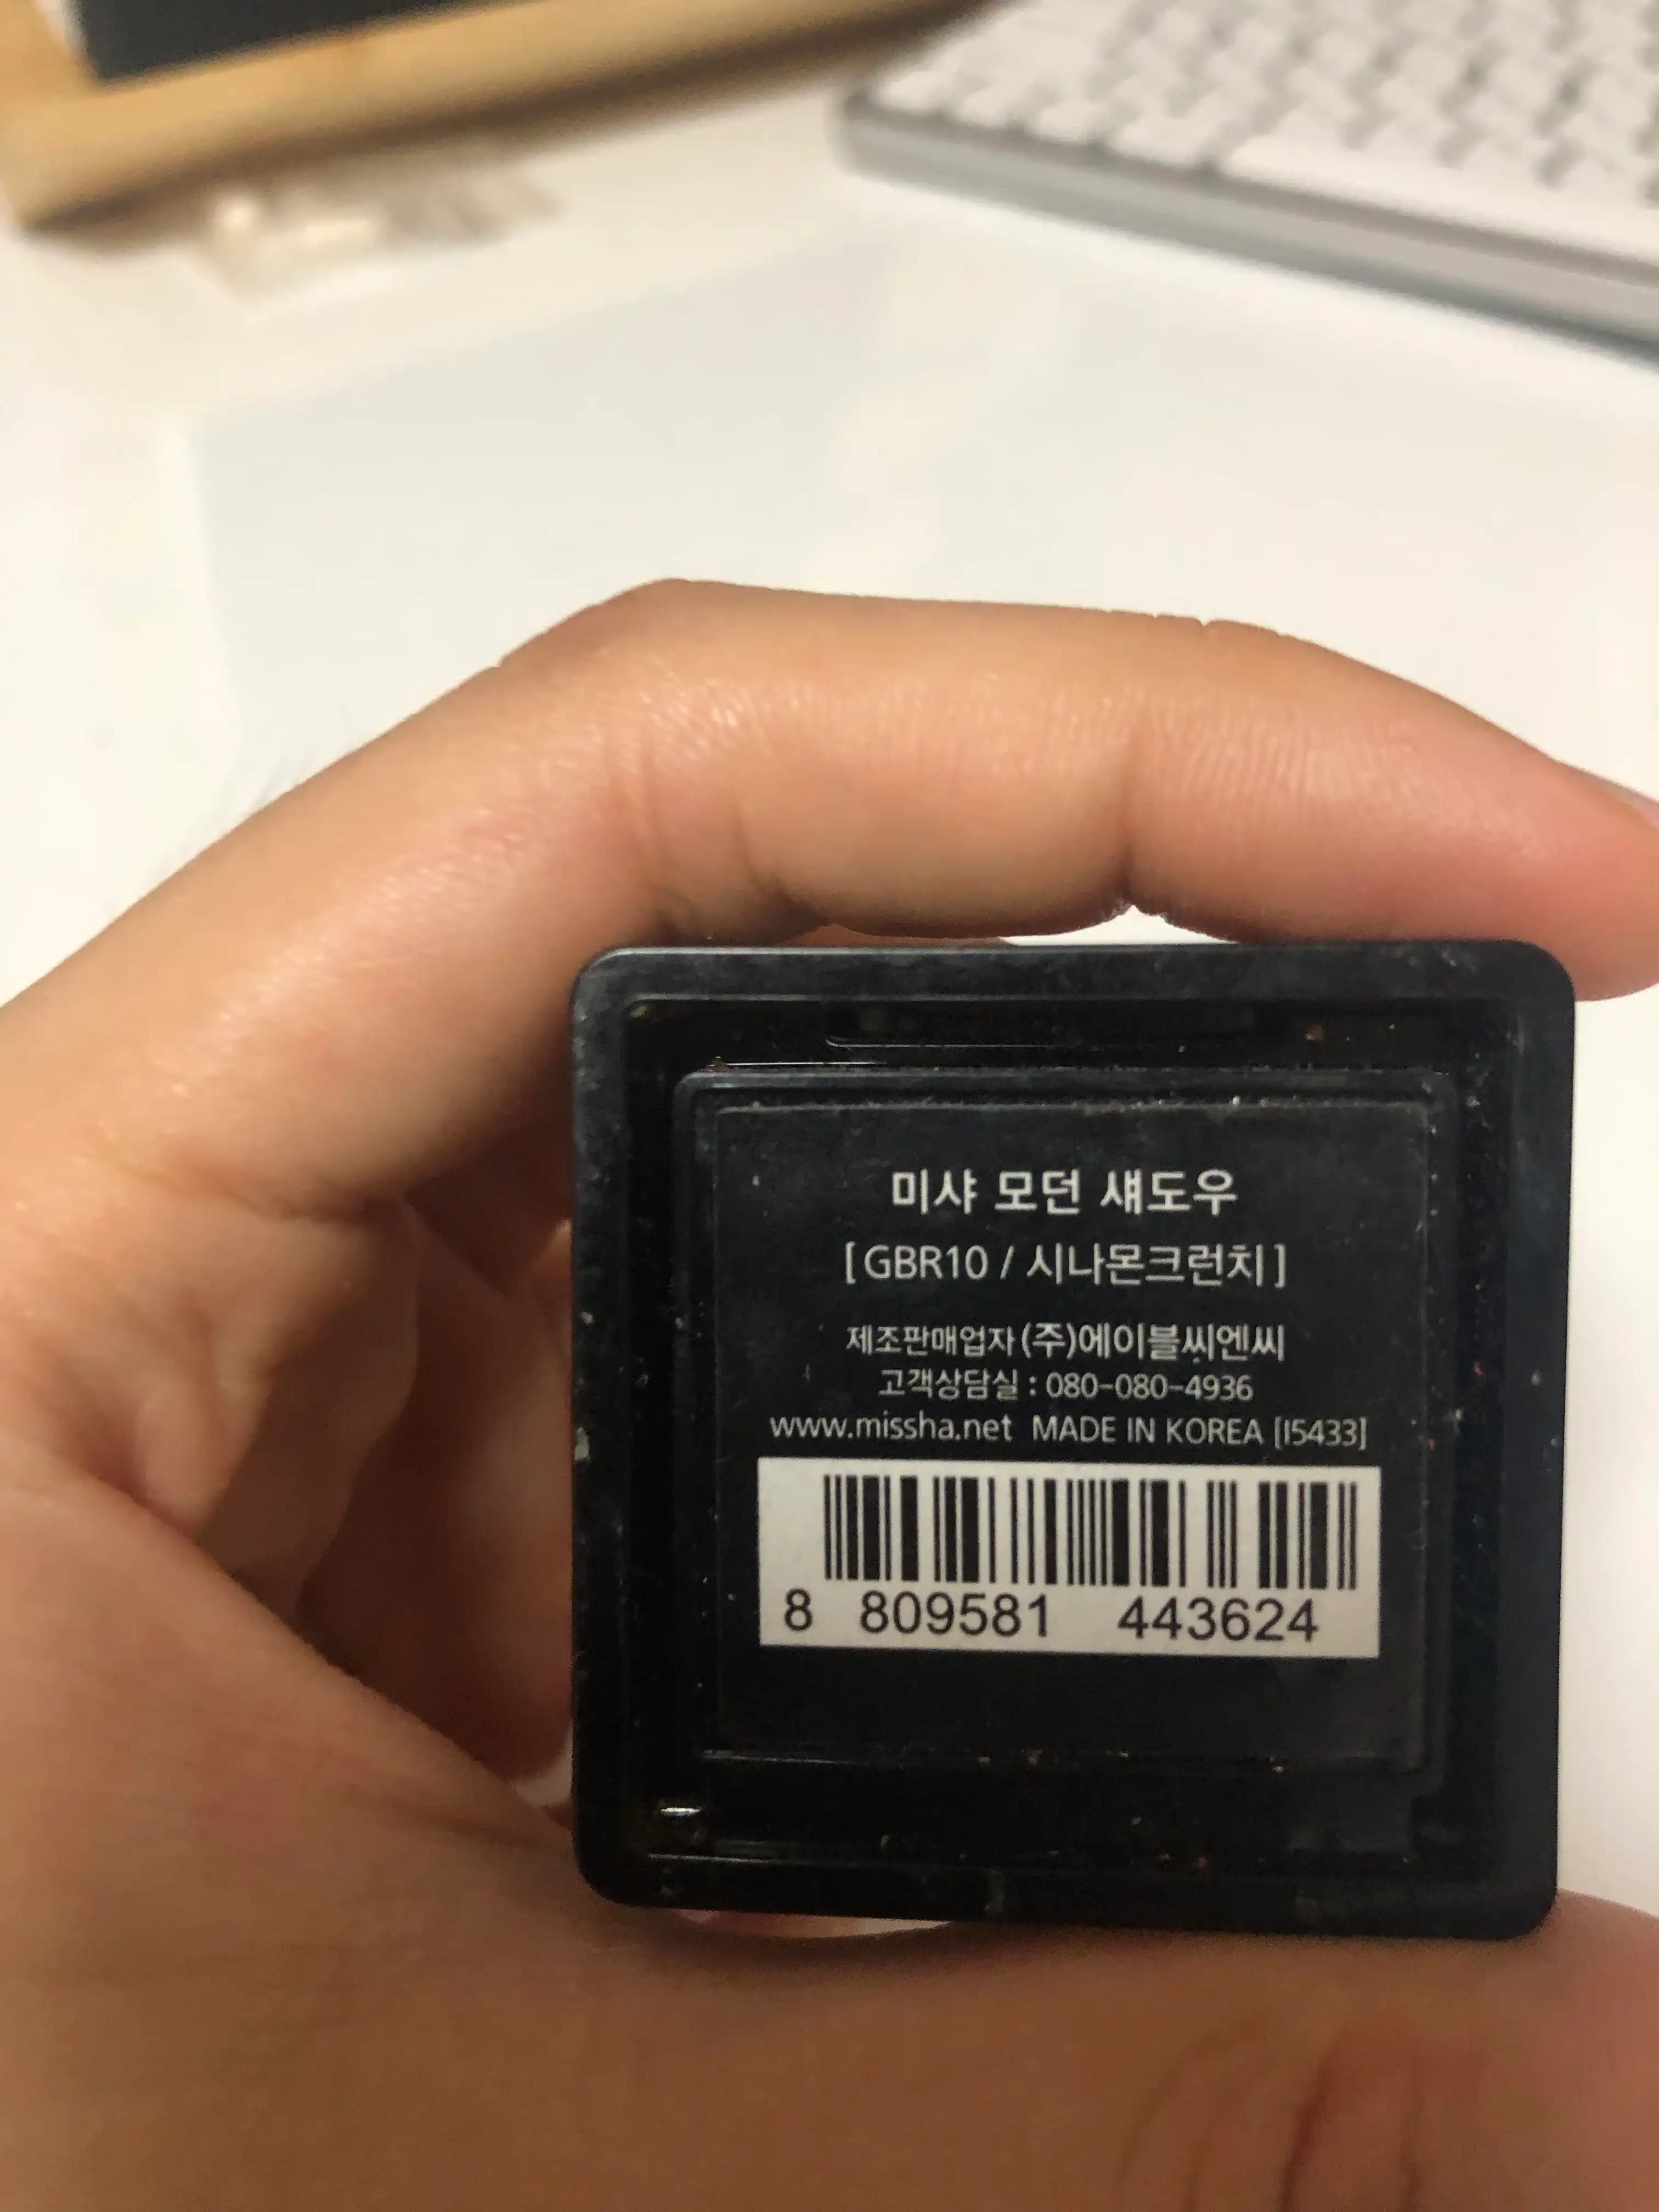 미샤 모던 섀도우
[GBR10 / 시나몬크런치]
제조판매업자 (주)에이블씨엔씨
고객상담실 : 080-080-4936
www.missha.net MADE IN KOREA [I5433]
8 809581 443624